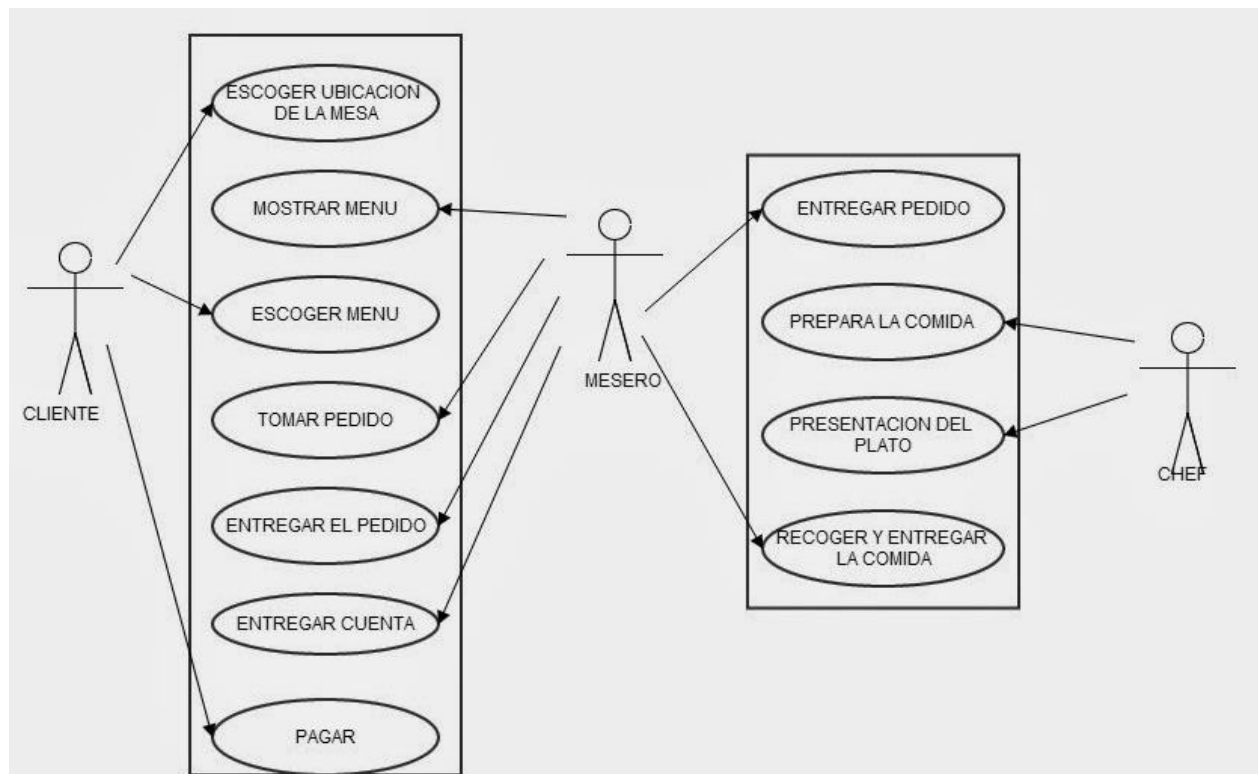 ESCOGER UBICACION
DE LA MESA
MOSTRAR MENU
ESCOGER MENU
TOMAR PEDIDO
ENTREGAR EL PEDIDO
ENTREGAR CUENTA
PAGAR
CLIENTE
MESERO
ENTREGAR PEDIDO
PREPARA LA COMIDA
PRESENTACION DEL
PLATO
RECOGER Y ENTREGAR
LA COMIDA
CHEF